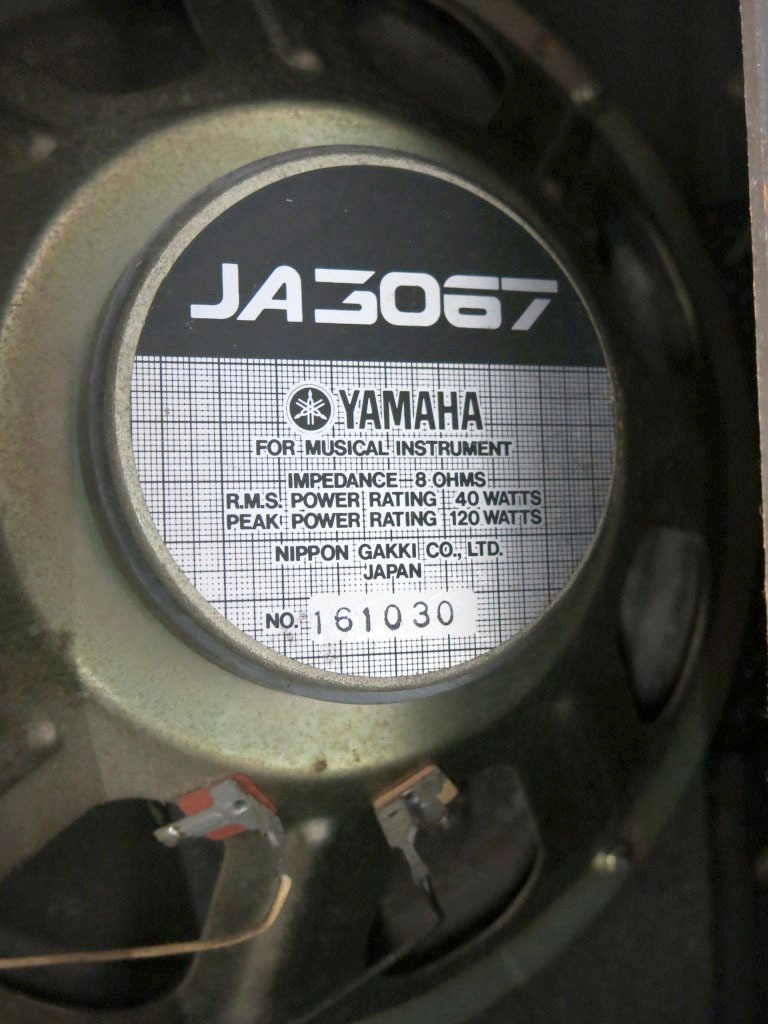 JA3067
YAMAHA
FOR MUSICAL INSTRUMENT
IMPEDANCE 8 OHMS
R.M.S. POWER RATING 40 WATTS
PEAK POWER RATING 120 WATTS
NIPPON GAKKI CO., LTD.
JAPAN
NO. 161030